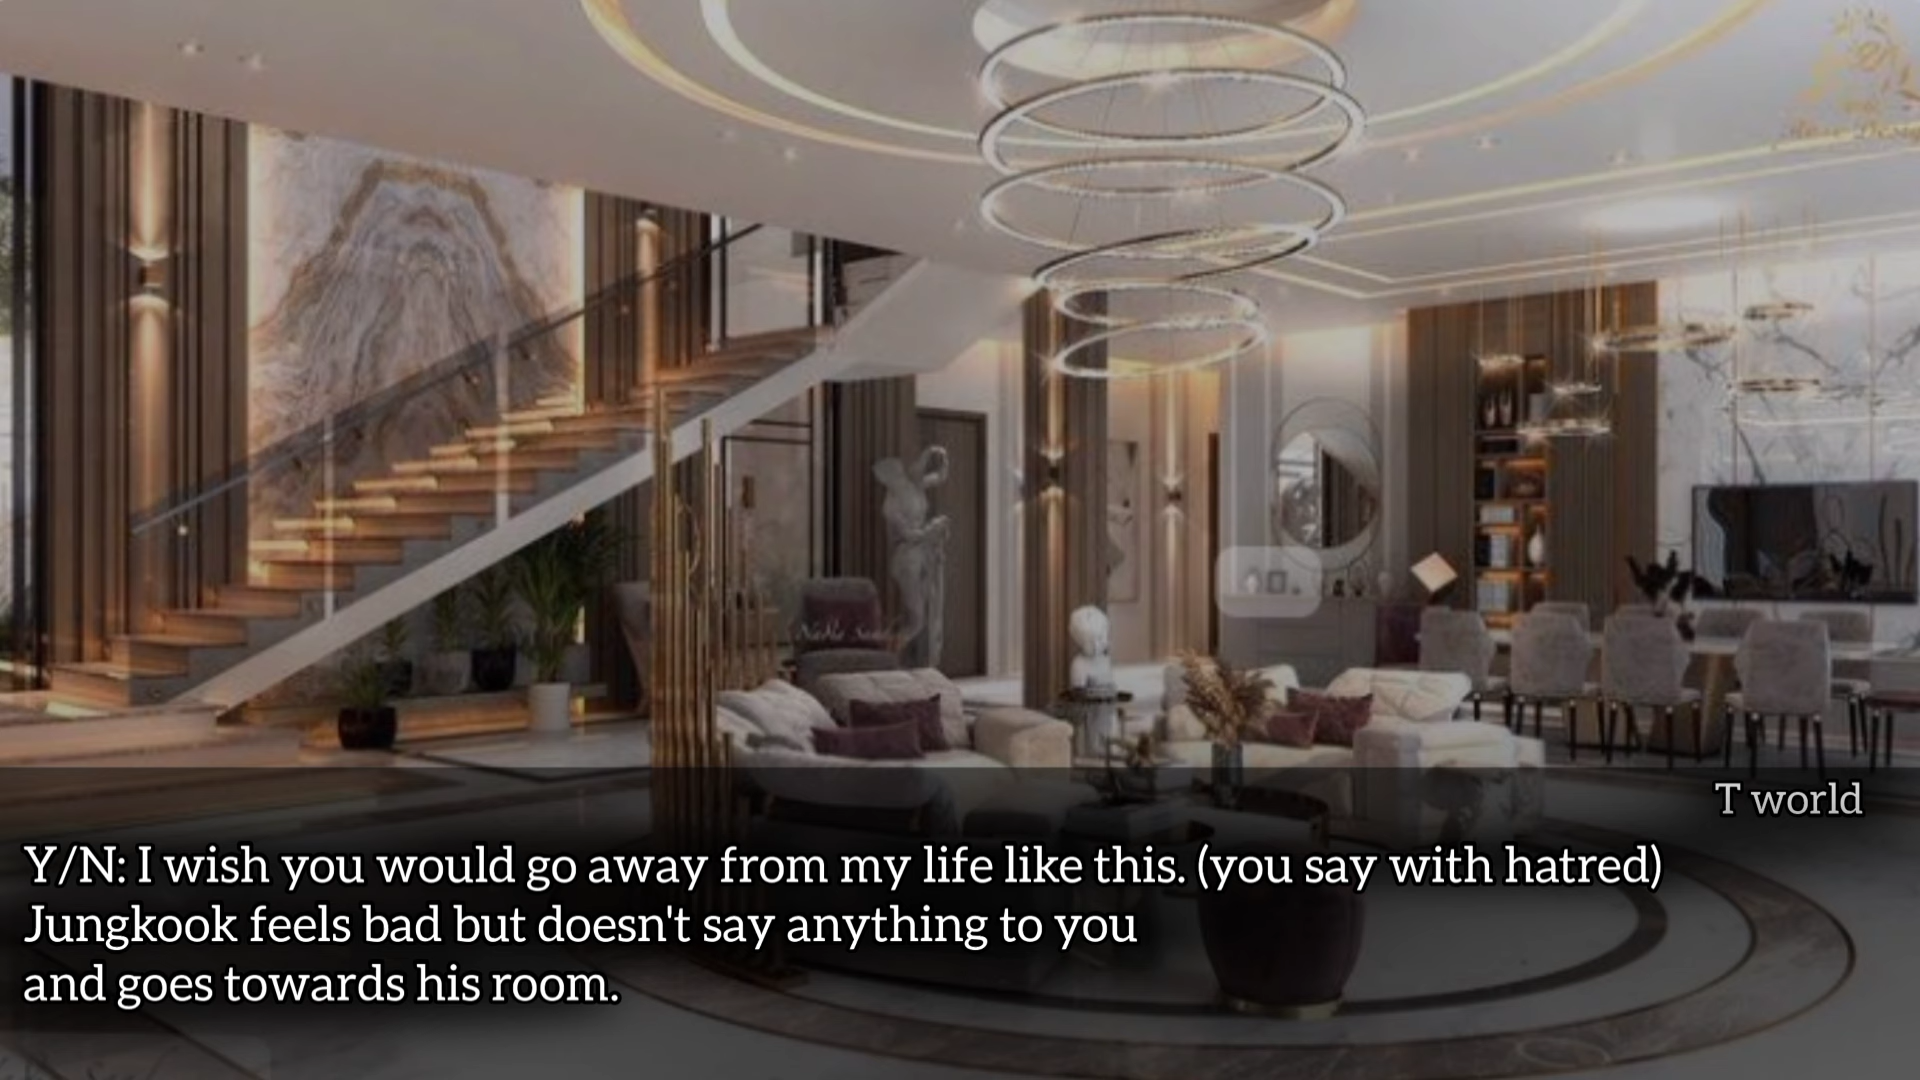 T world
Y/N: I wish you would go away from my life like this. (you say with hatred)
Jungkook feels bad but doesn't say anything to you
and goes towards his room.